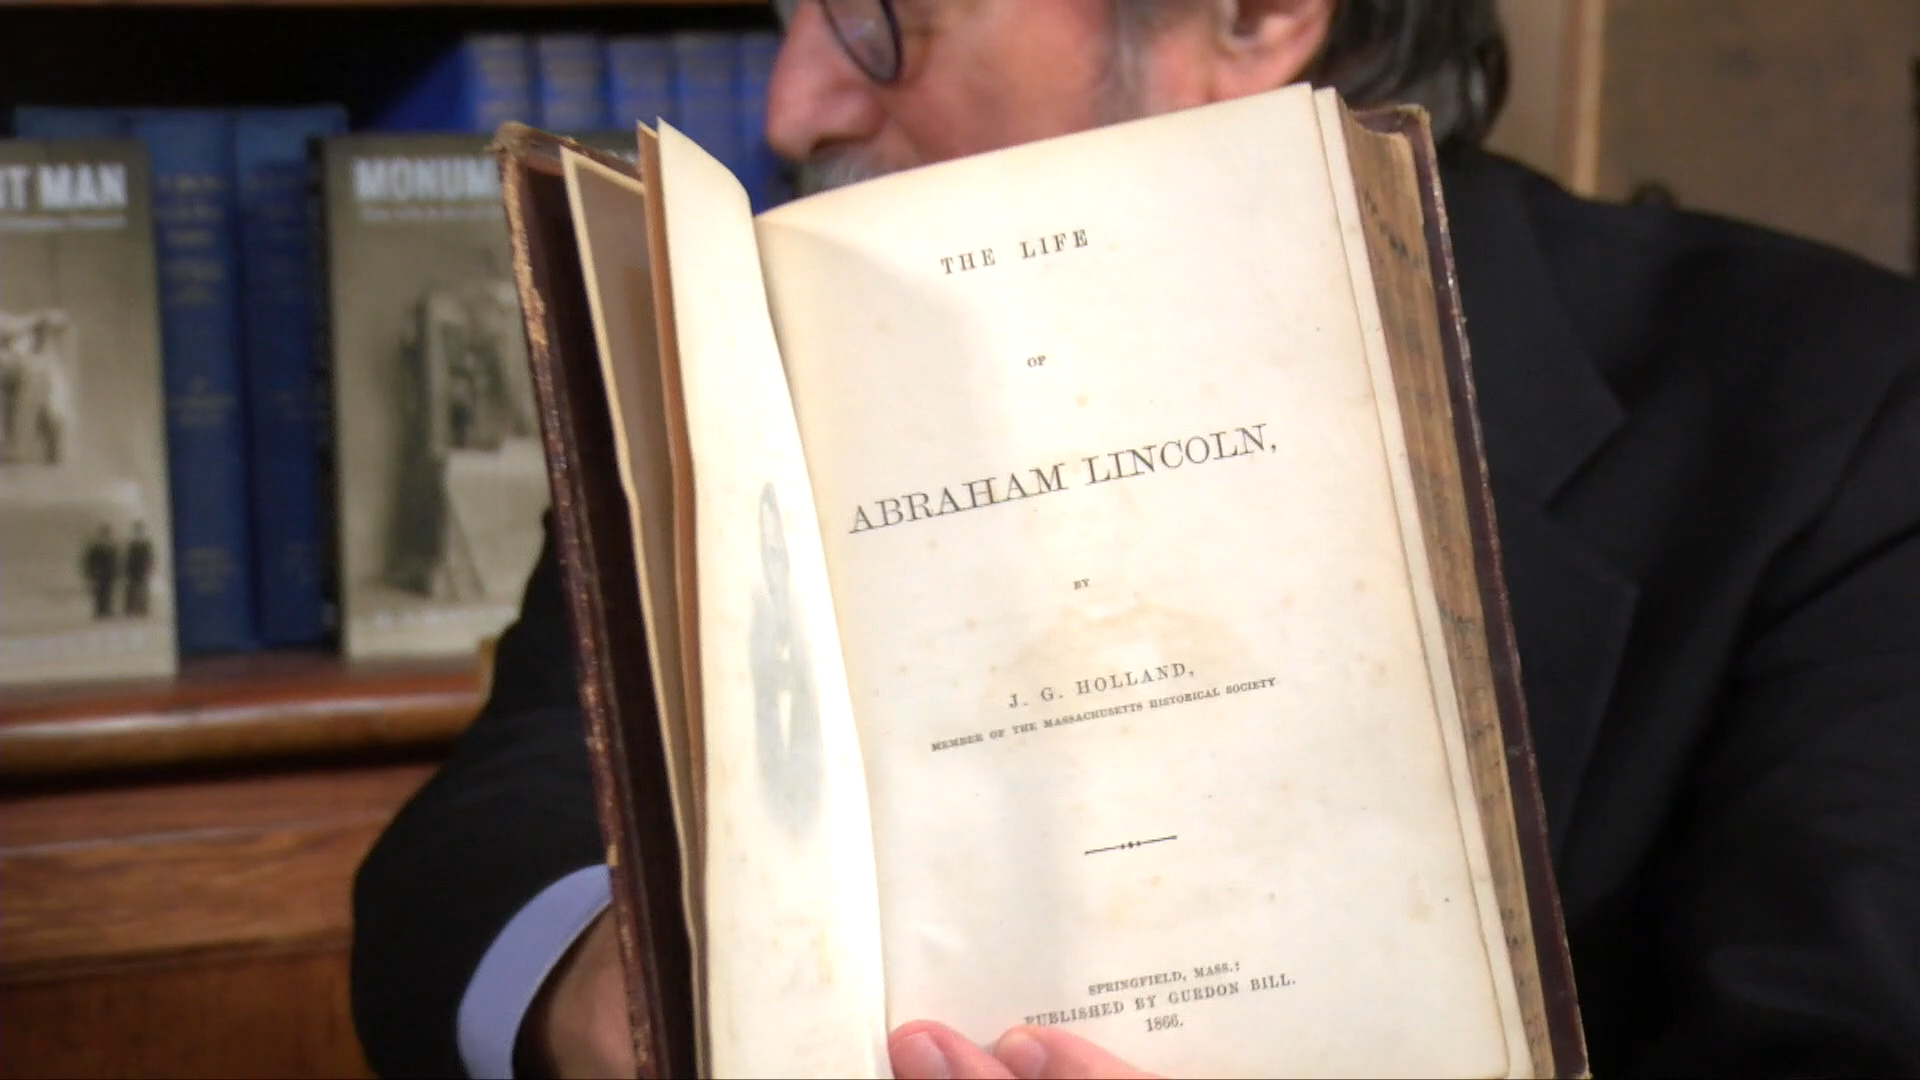 IT MAN
MONUM
THE LIFE
OF
ABRAHAM LINCOLN,
BY
J. G. HOLLAND,
MEMBER OF THE MASSACHUSETTS HISTORICAL SOCIETY
SPRINGFIELD, MASS.:
PUBLISHED BY GURDON BILL.
1866.